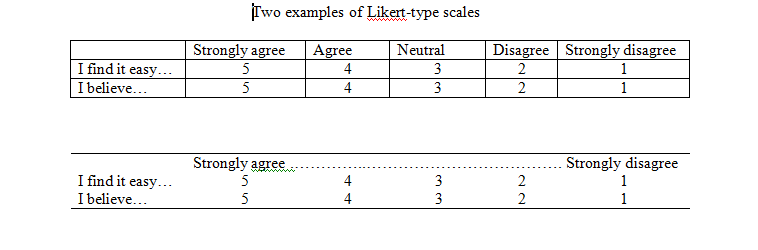 Two examples of Likert-type scales
Strongly agree Agree Neutral Disagree Strongly disagree
I find it easy... 5 4 3 2 1
I believe... 5 4 3 2 1
Strongly agree .................................................................... Strongly disagree
I find it easy... 5 4 3 2 1
I believe... 5 4 3 2 1